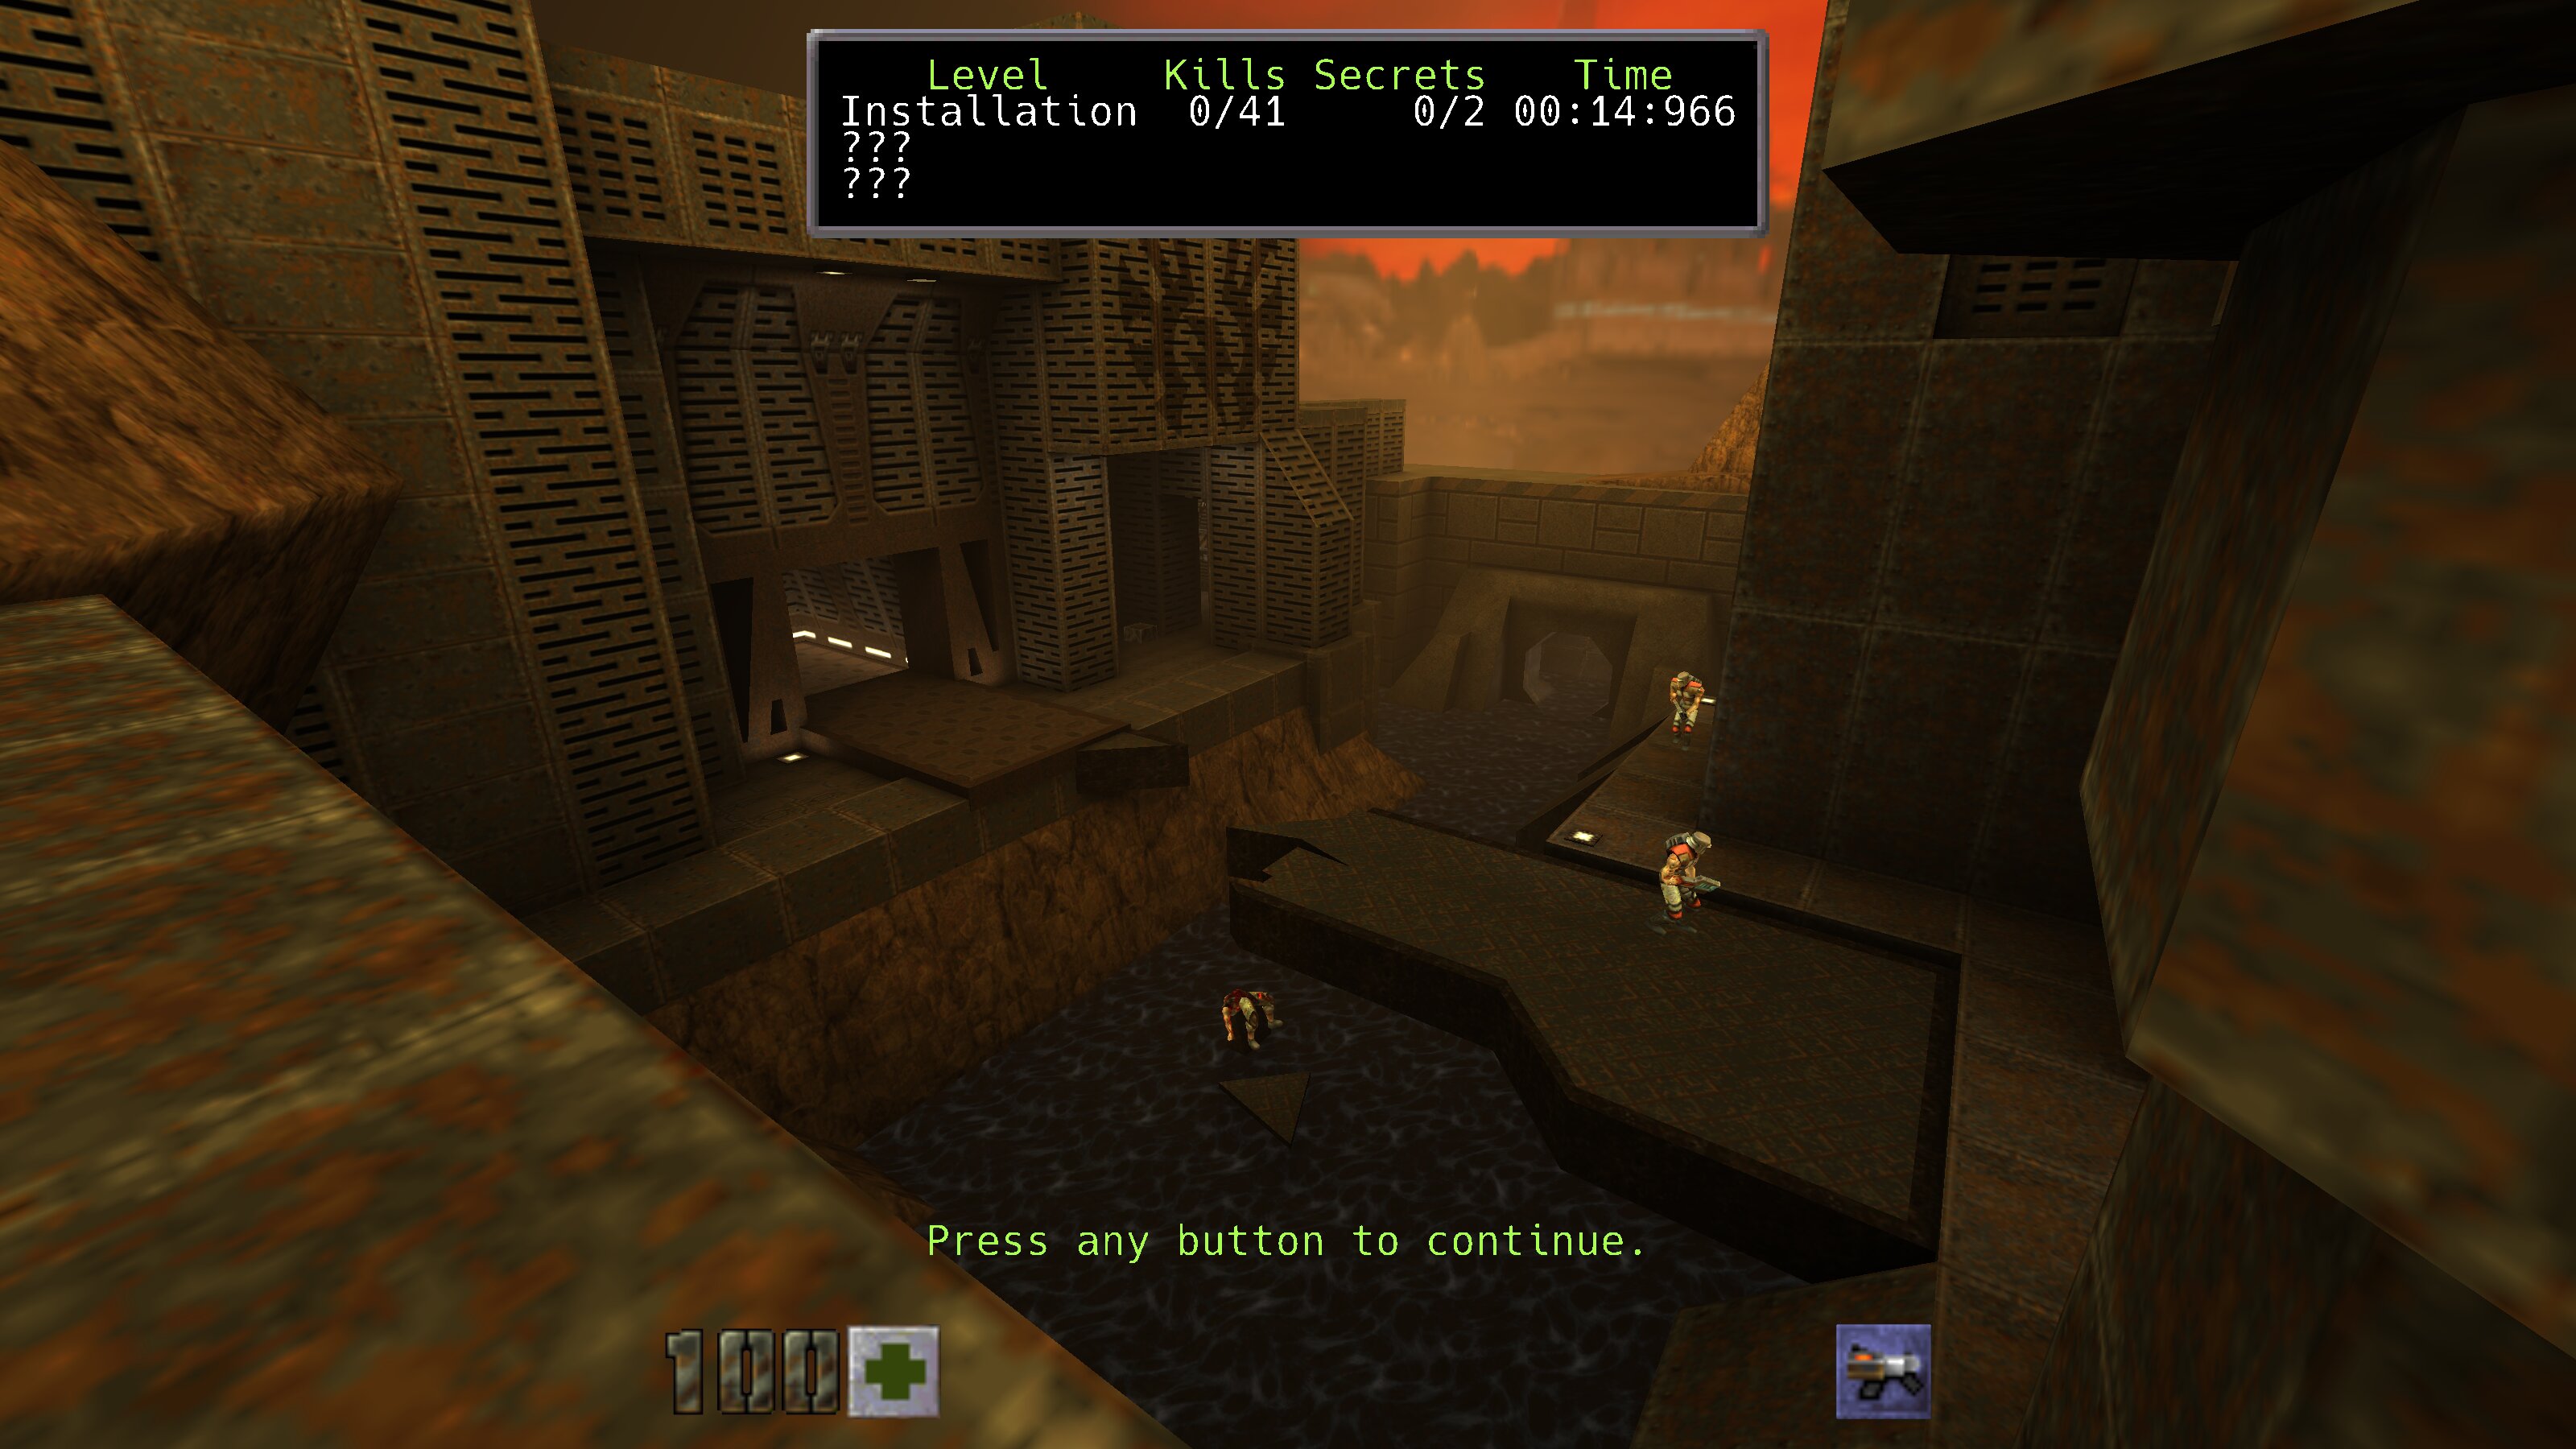 Level Kills Secrets Time
Installation 0/41 0/2 00:14:966
???
???
Press any button to continue.
100